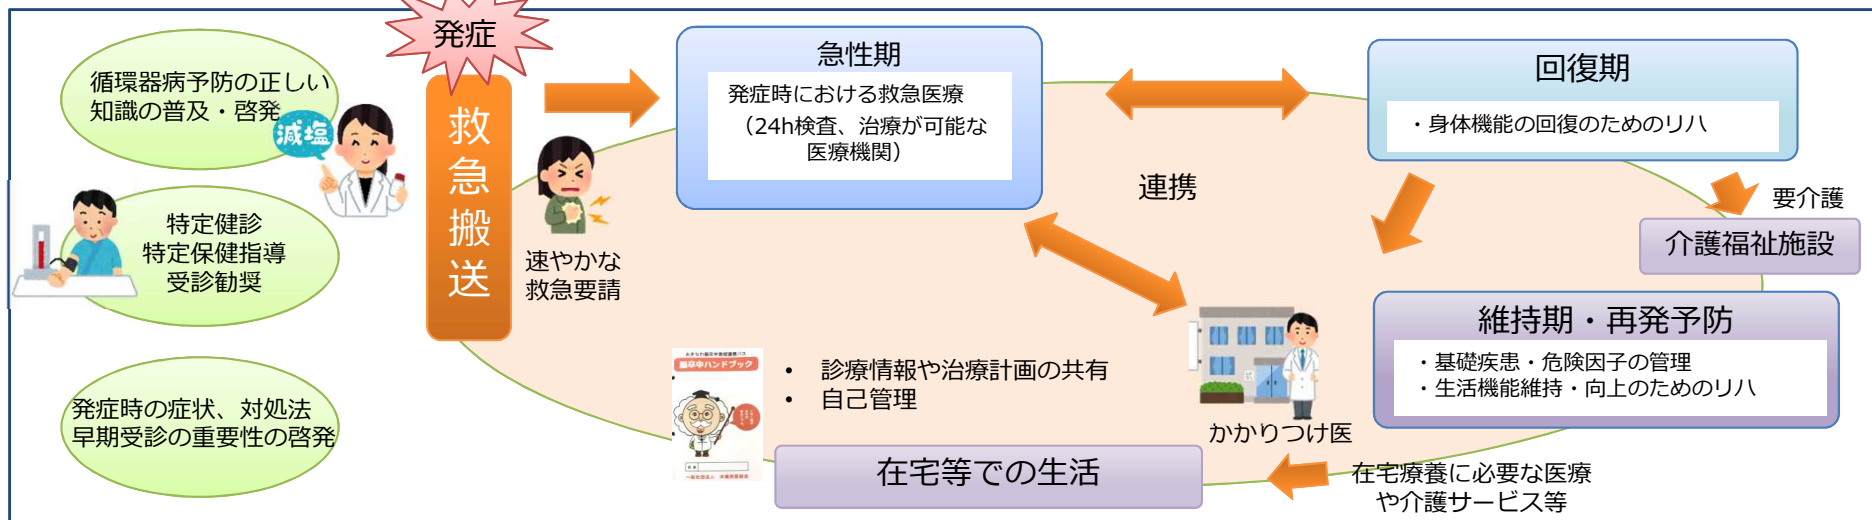 循環器病予防の正しい
知識の普及・啓発
減塩
特定健診
特定保健指導
受診勧奨
発症時の症状、対処法
早期受診の重要性の啓発
発症
救急搬送
速やかな
救急要請
急性期
発症時における救急医療
（24h検査、治療が可能な
医療機関）
連携
回復期
・身体機能の回復のためのリハ
要介護
介護福祉施設
維持期・再発予防
・基礎疾患・危険因子の管理
・生活機能維持・向上のためのリハ
かかりつけ医
脳卒中ハンドブック
• 診療情報や治療計画の共有
• 自己管理
在宅等での生活
在宅療養に必要な医療
や介護サービス等